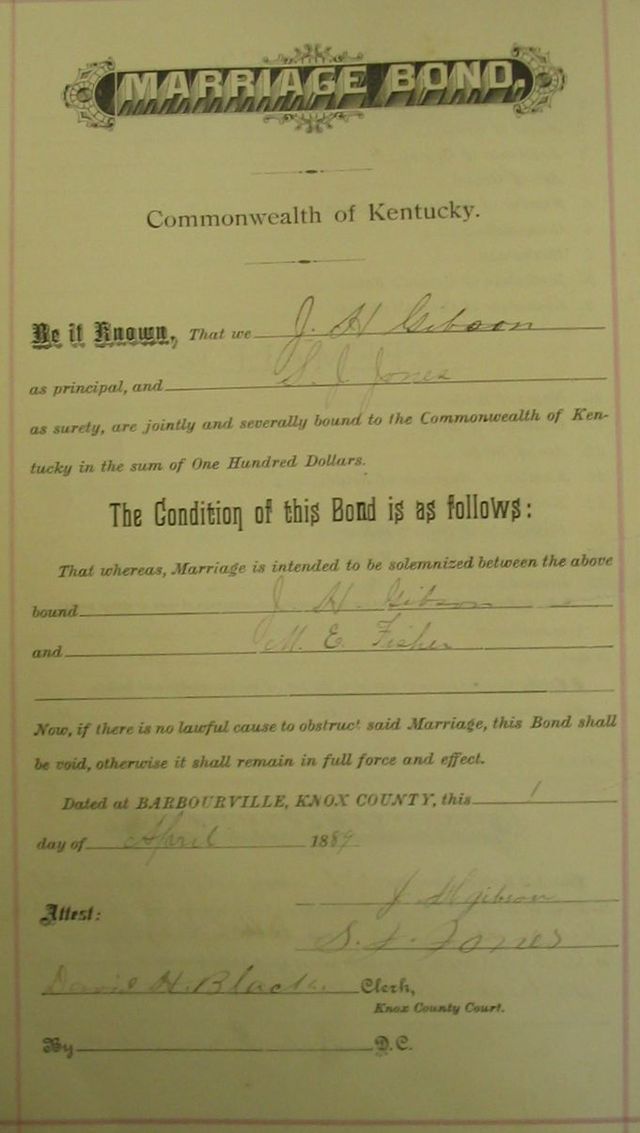 MARRIAGE BOND,
Commonwealth of Kentucky.
Be it Known, That we J. H Gibson
as principal, and S. J Jones
as surety, are jointly and severally bound to the Commonwealth of Ken-
tucky in the sum of One Hundred Dollars.
The Condition of this Bond is as follows:
That whereas, Marriage is intended to be solemnized between the above
bound J. H. Gibson
and M. E. Fisher
Now, if there is no lawful cause to obstruct said Marriage, this Bond shall
be void, otherwise it shall remain in full force and effect.
Dated at BARBOURVILLE, KNOX COUNTY, this 1
day of April 1889
Attest: J H gibson
S. J. Jones
David H. Black Clerk,
Knox County Court.
By D.C.